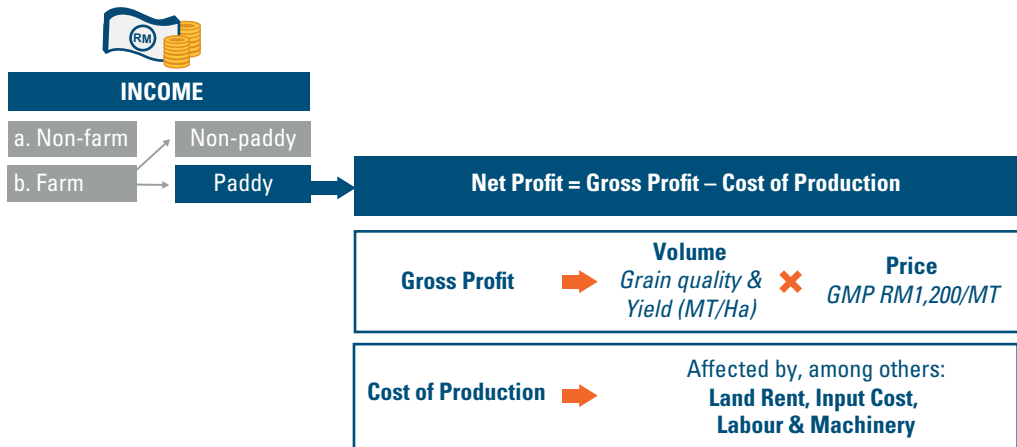 RM
INCOME
a. Non-farm
Non-paddy
b. Farm
Paddy
Net Profit = Gross Profit – Cost of Production
Gross Profit
Volume
Grain quality &
Yield (MT/Ha)
Price
GMP RM1,200/MT
Cost of Production
Affected by, among others:
Land Rent, Input Cost,
Labour & Machinery